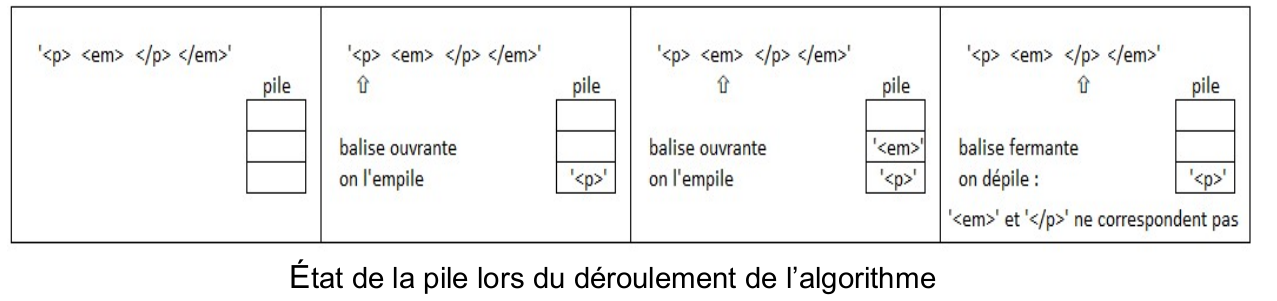 '<p> <em> </p> </em>'
pile
'<p> <em> </p> </em>'
⇧
pile
balise ouvrante
on l'empile
'<p>'
'<p> <em> </p> </em>'
⇧
pile
balise ouvrante
'<em>'
on l'empile
'<p>'
'<p> <em> </p> </em>'
⇧
pile
balise fermante
on dépile :
'<p>'
'<em>' et '</p>' ne correspondent pas
État de la pile lors du déroulement de l’algorithme